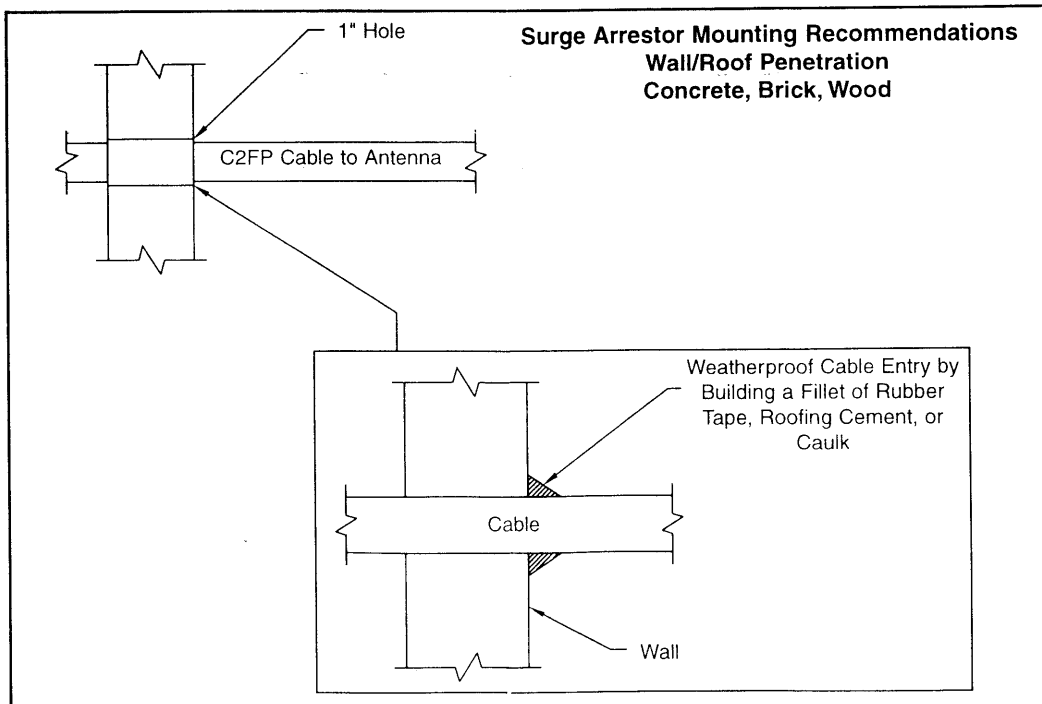 Surge Arrestor Mounting Recommendations
Wall/Roof Penetration
Concrete, Brick, Wood
1" Hole
C2FP Cable to Antenna
Weatherproof Cable Entry by
Building a Fillet of Rubber
Tape, Roofing Cement, or
Caulk
Cable
Wall